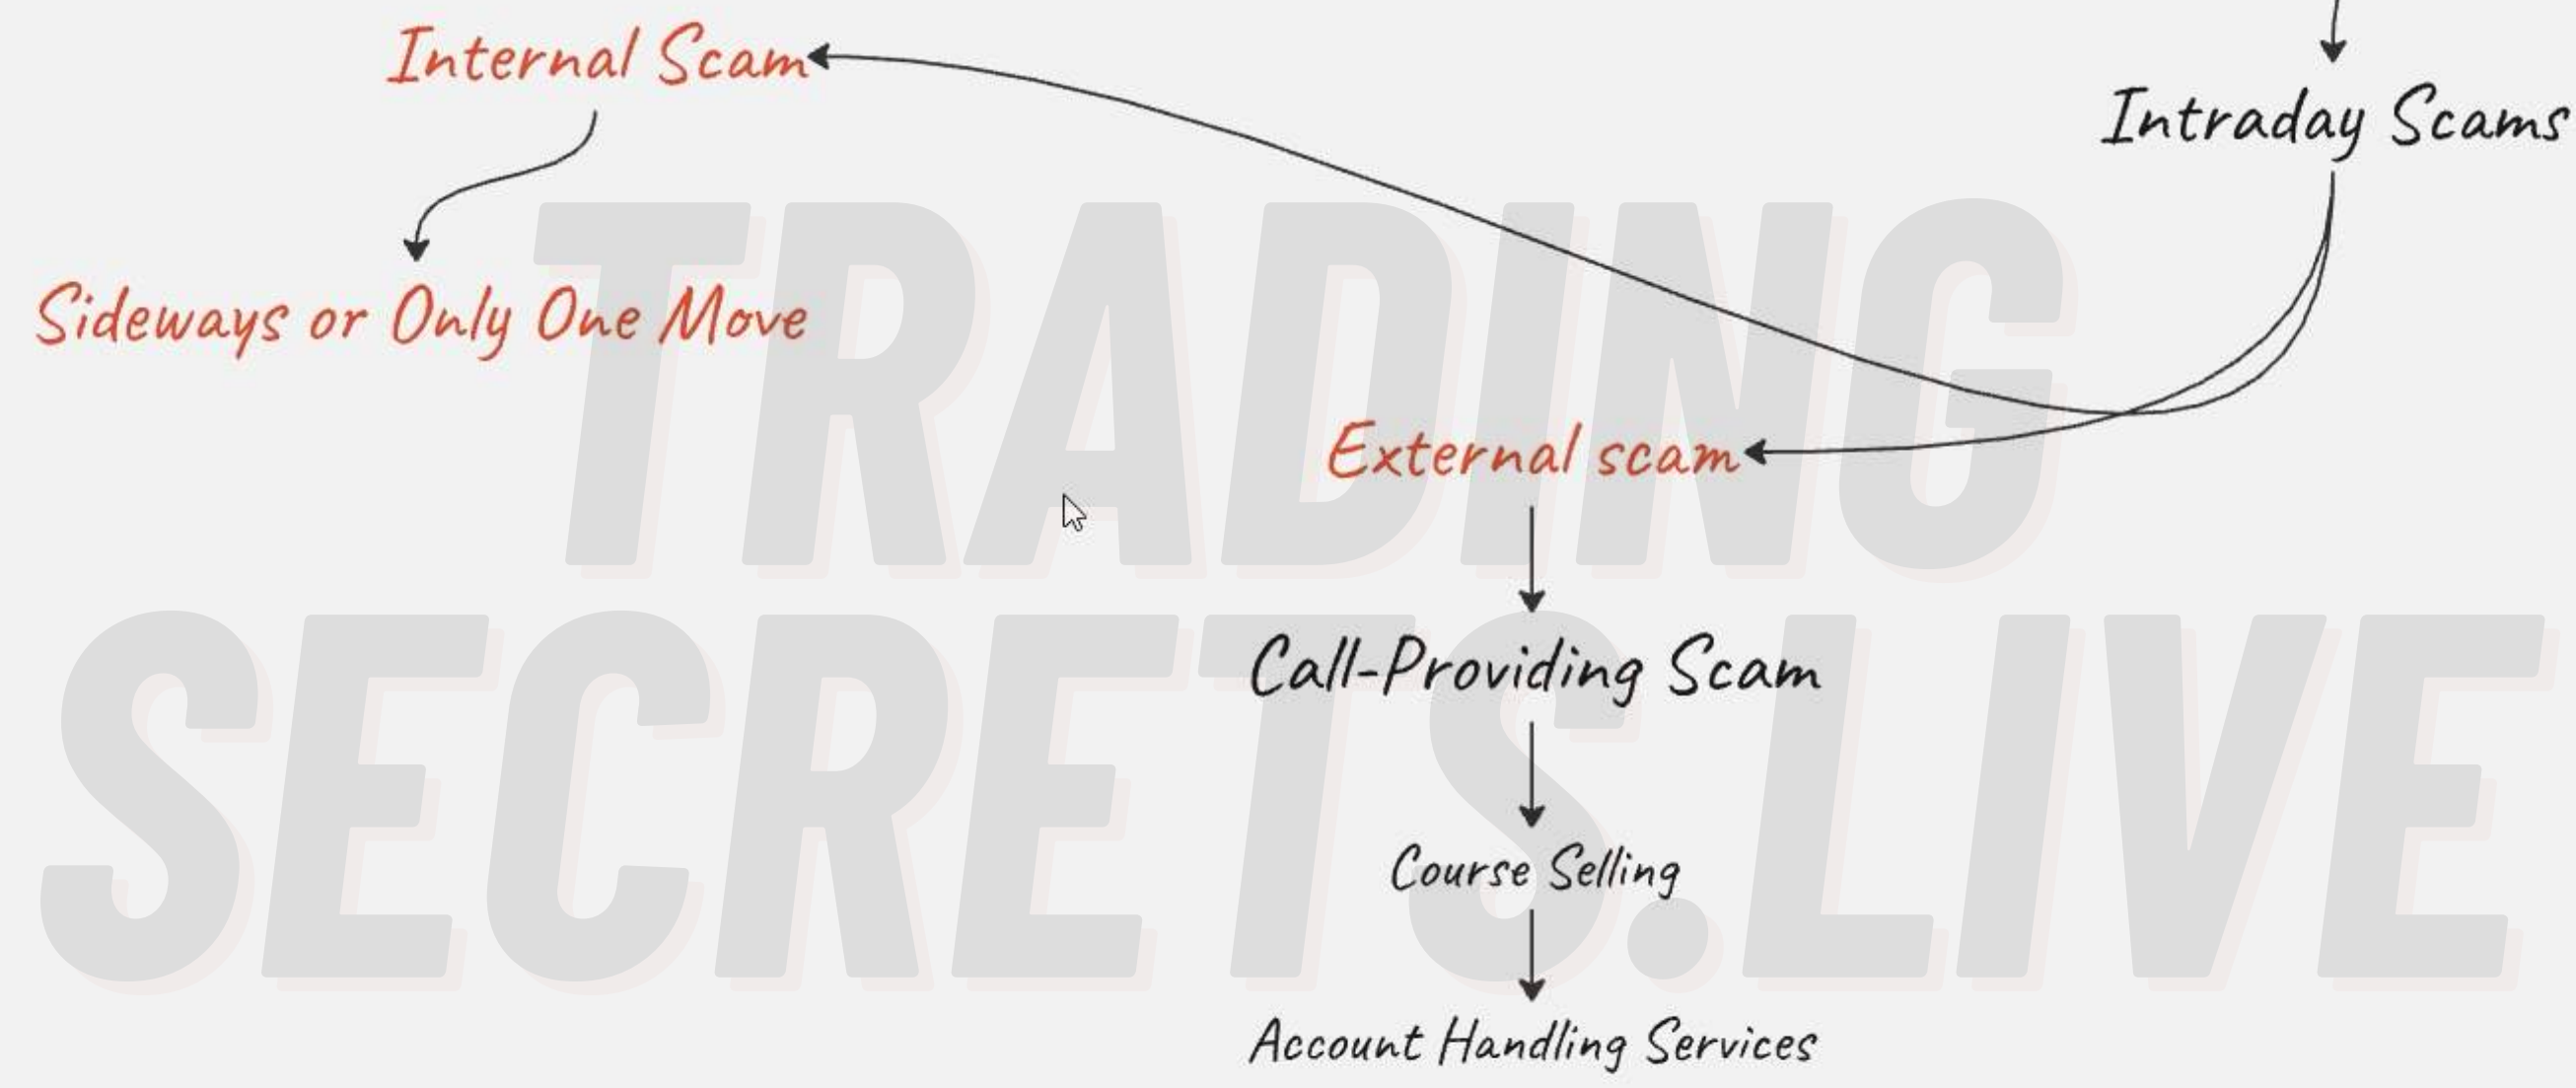 Internal Scam
Intraday Scams
Sideways or Only One Move
External scam
Call-Providing Scam
Course Selling
Account Handling Services
TRADING
SECRETS.LIVE